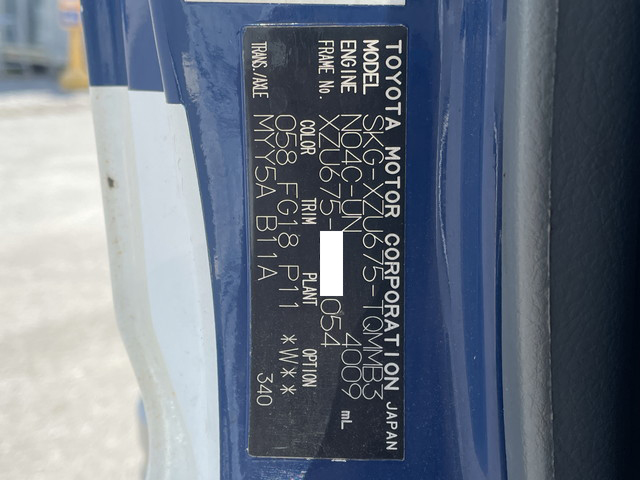 TOYOTA MOTOR CORPORATION JAPAN
MODEL SKG-XZU675-TQMMB3
ENGINE N04C-UN 4009 mL
FRAME No. XZU675- 054
COLOR TRIM PLANT OPTION
058 FG18 P11 *W**
TRANS./AXLE MYY5A B11A 340